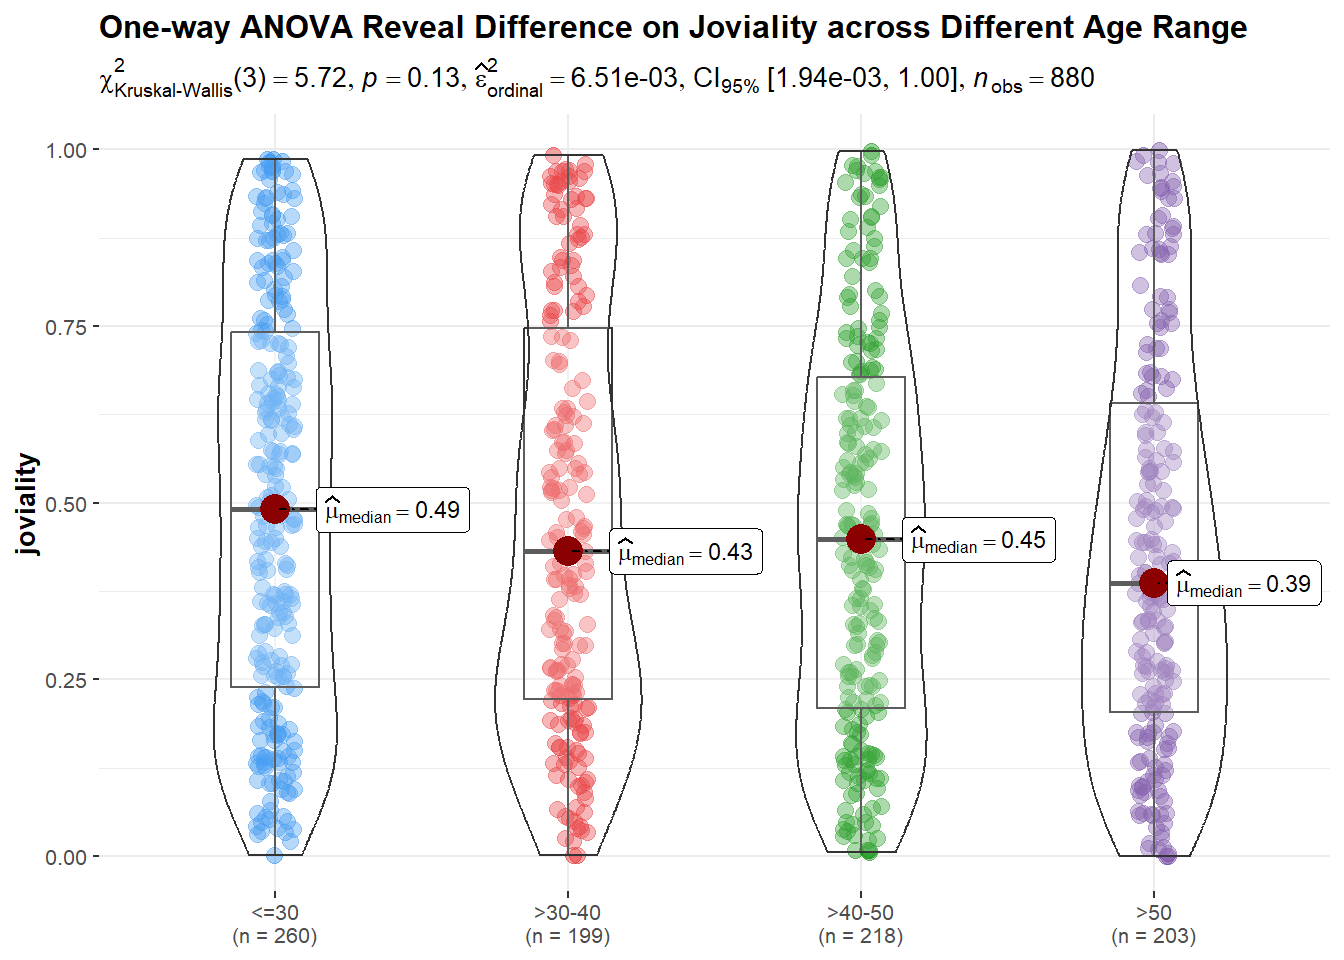 One-way ANOVA Reveal Difference on Joviality across Different Age Range
χ²Kruskal-Wallis(3) = 5.72, p = 0.13, ε̂²ordinal = 6.51e-03, CI95% [1.94e-03, 1.00], nobs = 880
1.00
0.75
0.50
0.25
0.00
joviality
μ̂median = 0.49
μ̂median = 0.43
μ̂median = 0.45
μ̂median = 0.39
<=30
(n = 260)
>30-40
(n = 199)
>40-50
(n = 218)
>50
(n = 203)